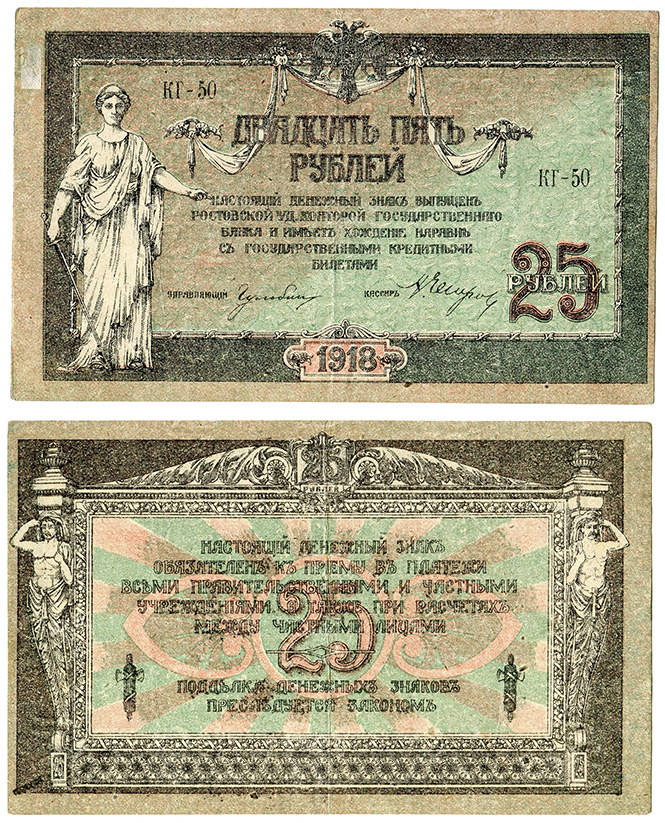 КГ-50
ДВАДЦАТЬ ПЯТЬ
РУБЛЕЙ
КГ-50
НАСТОЯЩІЙ ДЕНЕЖНЫЙ ЗНАКЪ ВЫПУЩЕНЪ
РОСТОВСКОЙ Н/Д. КОНТОРОЙ ГОСУДАРСТВЕННАГО
БАНКА И ИМѢЕТЪ ХОЖДЕНІЕ НАРАВНѢ
СЪ ГОСУДАРСТВЕННЫМИ КРЕДИТНЫМИ
БИЛЕТАМИ
25
РУБЛЕЙ
УПРАВЛЯЮЩІЙ
КАССИРЪ
1918
25
РУБЛЕЙ
НАСТОЯЩІЙ ДЕНЕЖНЫЙ ЗНАКЪ
ОБЯЗАТЕЛЕНЪ КЪ ПРІЕМУ ВЪ ПЛАТЕЖИ
ВСѢМИ ПРАВИТЕЛЬСТВЕННЫМИ И ЧАСТНЫМИ
УЧРЕЖДЕНІЯМИ, А ТАКЖЕ ПРИ РАСЧЕТАХЪ
МЕЖДУ ЧАСТНЫМИ ЛИЦАМИ
25
ПОДДѢЛКА ДЕНЕЖНЫХЪ ЗНАКОВЪ
ПРЕСЛѢДУЕТСЯ ЗАКОНОМЪ